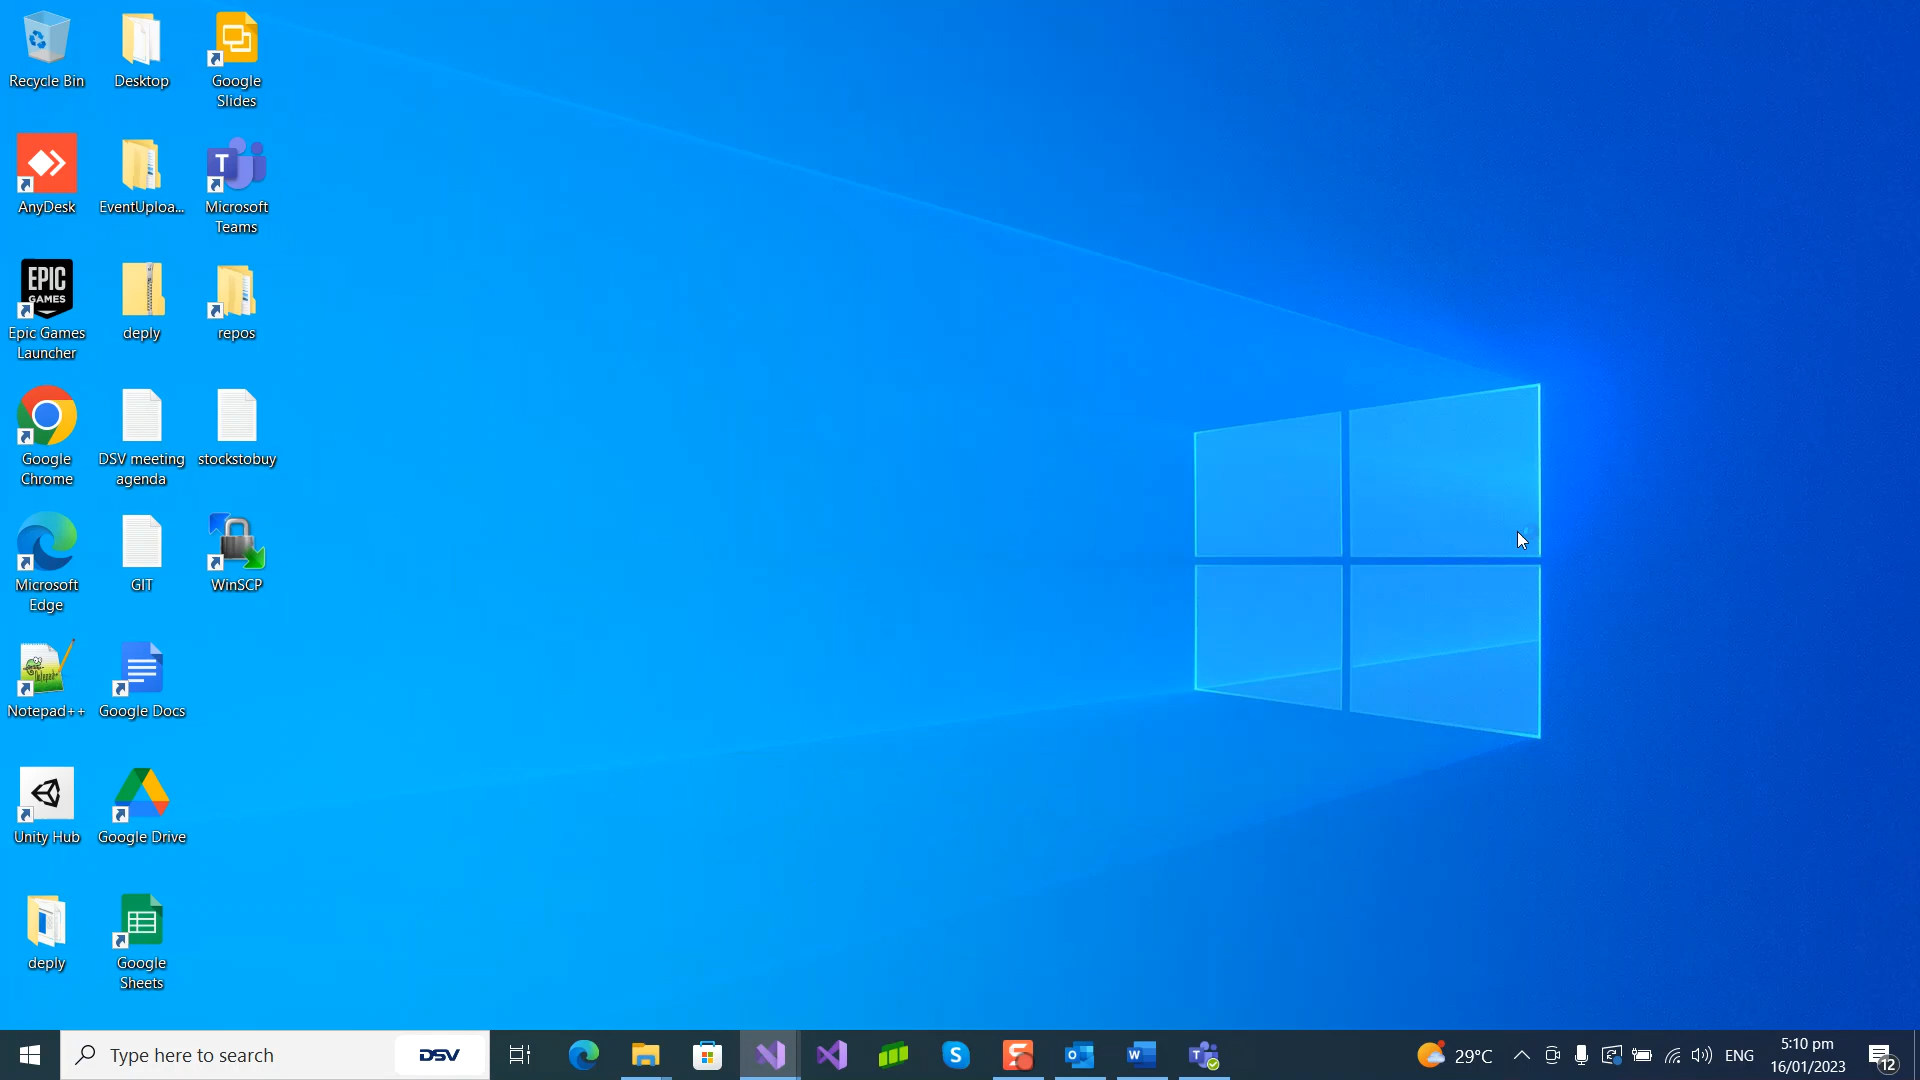 Recycle Bin
Desktop
Google
Slides
AnyDesk
EventUploa...
T
Microsoft
Teams
EPIC
GAMES
Epic Games
Launcher
deply
repos
Google
Chrome
DSV meeting
agenda
stockstobuy
Microsoft
Edge
GIT
WinSCP
Notepad++
Google Docs
Unity Hub
Google Drive
deply
Google
Sheets
Type here to search
DSV
S
S
O
W
T
29°C
ENG
5:10 pm
16/01/2023
12